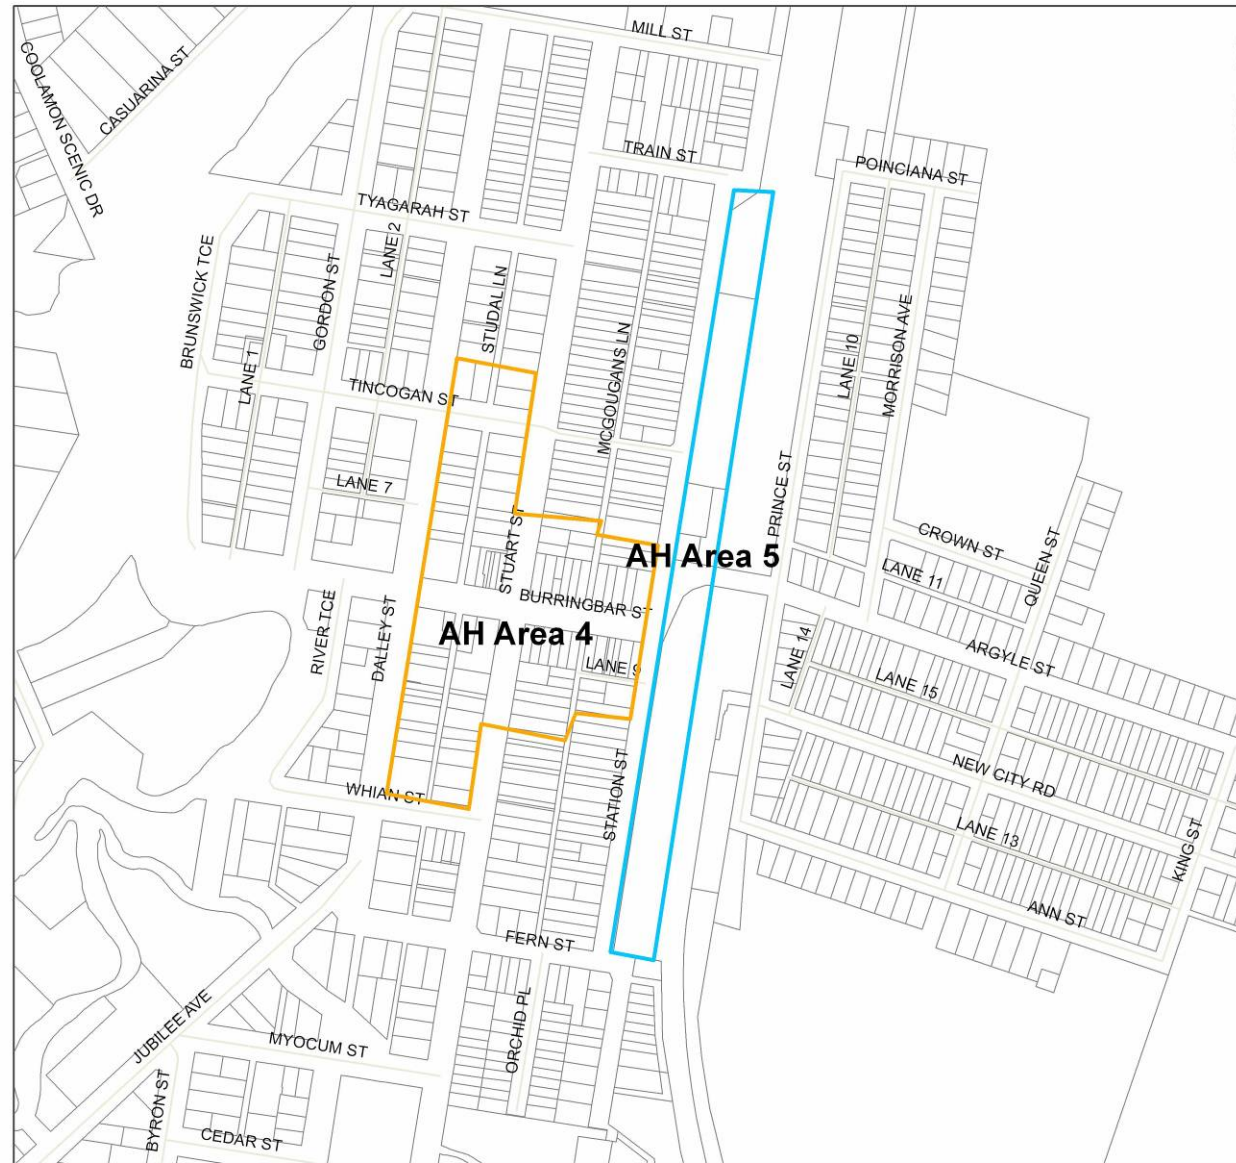 MILL ST
COOLAMON SCENIC DR
CASUARINA ST
TRAIN ST
POINCIANA ST
TYAGARAH ST
LANE 2
BRUNSWICK TCE
GORDON ST
STUDAL LN
MCGOUGANS LN
LANE 10
MORRISON AVE
LANE 1
TINCOGAN ST
PRINCE ST
LANE 7
STUART ST
CROWN ST
QUEEN ST
AH Area 5
LANE 11
BURRINGBAR ST
RIVER TCE
DALLEY ST
AH Area 4
LANE 14
ARGYLE ST
LANE 9
LANE 15
NEW CITY RD
WHIAN ST
STATION ST
LANE 13
KING ST
ANN ST
FERN ST
ORCHID PL
JUBILEE AVE
MYOCUM ST
BYRON ST
CEDAR ST